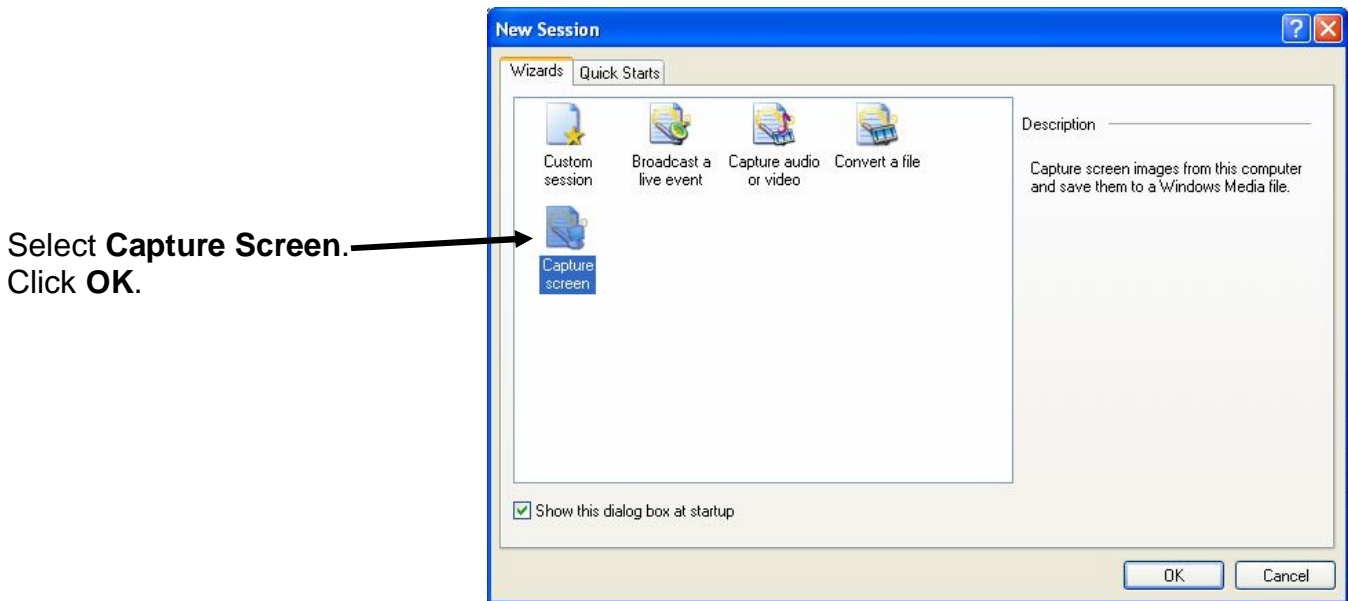 New Session
Wizards Quick Starts
Custom session
Broadcast a live event
Capture audio or video
Convert a file
Capture screen
Description
Capture screen images from this computer
and save them to a Windows Media file.
Select Capture Screen.
Click OK.
Show this dialog box at startup
OK Cancel